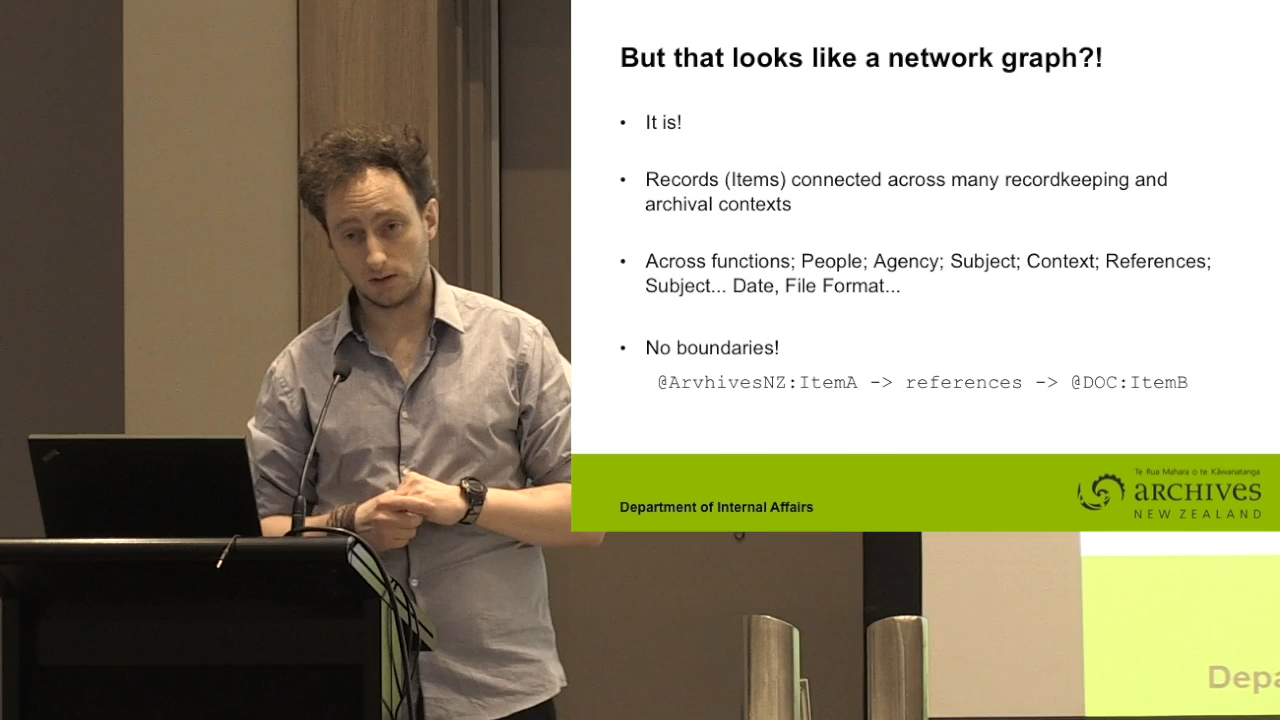 But that looks like a network graph?!
• It is!
• Records (Items) connected across many recordkeeping and
archival contexts
• Across functions; People; Agency; Subject; Context; References;
Subject... Date, File Format...
• No boundaries!
@ArvhivesNZ:ItemA -> references -> @DOC:ItemB
Department of Internal Affairs
Te Rua Mahara o te Kāwanatanga
ARCHIVES
NEW ZEALAND
Depa